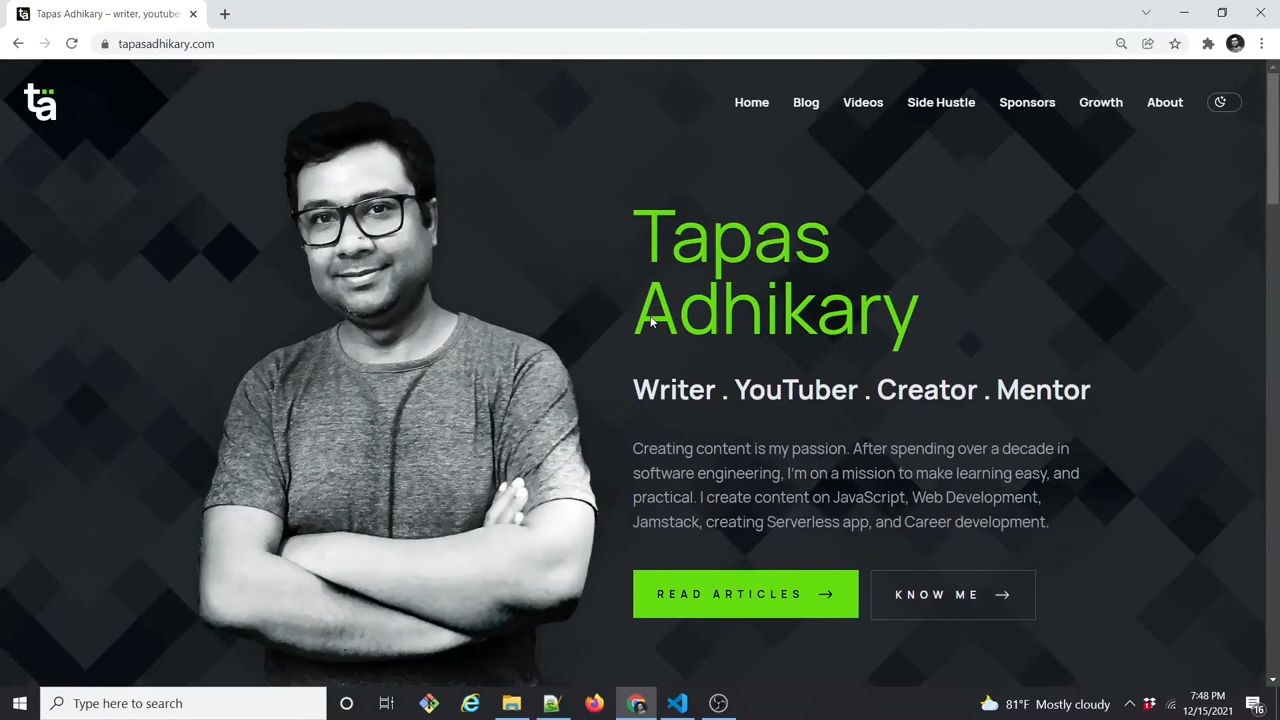 Tapas Adhikary – writer, youtube
tapasadhikary.com
ta
Home Blog Videos Side Hustle Sponsors Growth About
Tapas
Adhikary
Writer . YouTuber . Creator . Mentor
Creating content is my passion. After spending over a decade in
software engineering, I'm on a mission to make learning easy, and
practical. I create content on JavaScript, Web Development,
Jamstack, creating Serverless app, and Career development.
READ ARTICLES → KNOW ME →
Type here to search
81°F Mostly cloudy
7:48 PM
12/15/2021
16